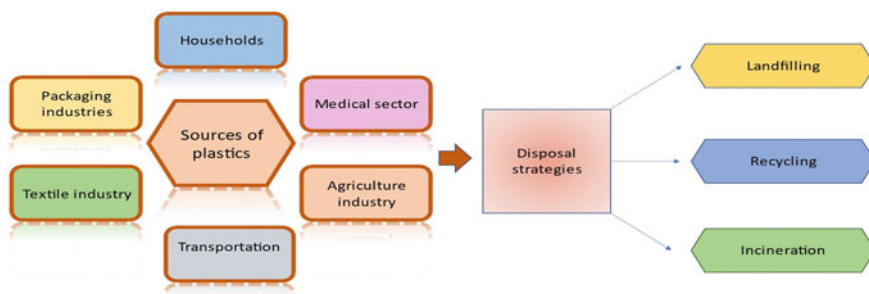 Households
Packaging
industries
Medical sector
Sources of
plastics
Textile industry
Agriculture
industry
Transportation
Disposal
strategies
Landfilling
Recycling
Incineration